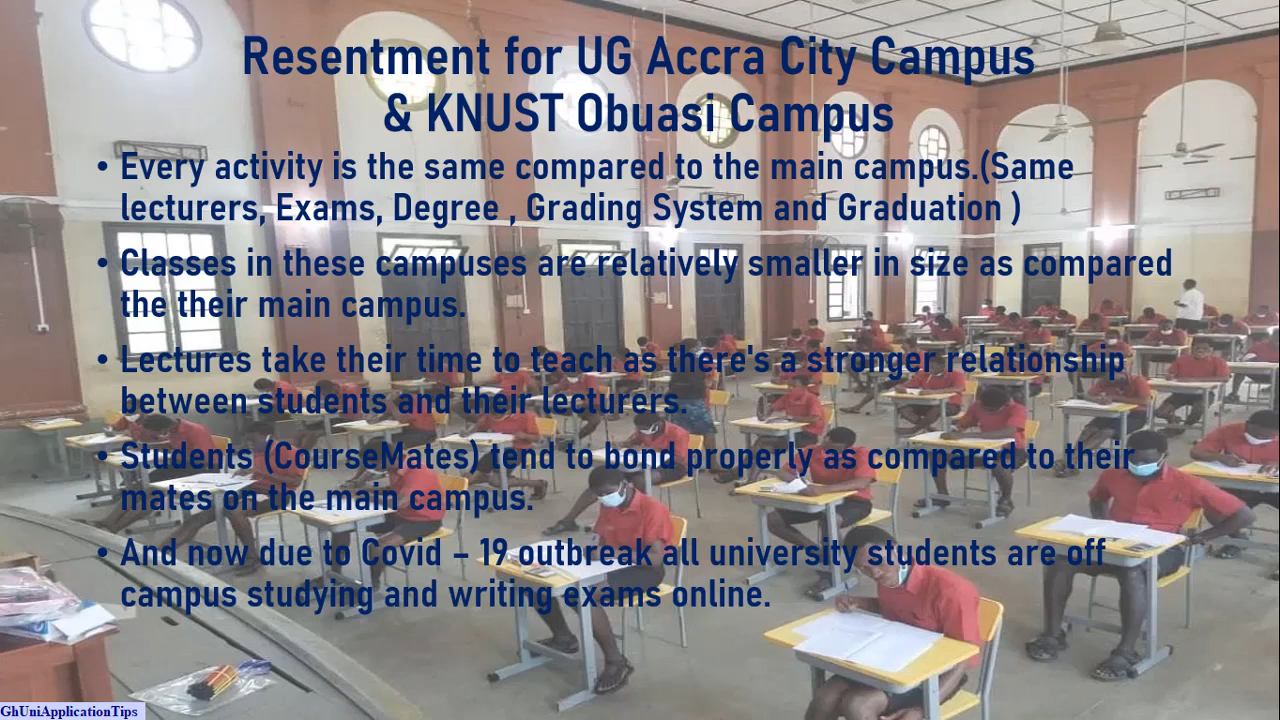 Resentment for UG Accra City Campus
& KNUST Obuasi Campus
• Every activity is the same compared to the main campus.(Same
lecturers, Exams, Degree , Grading System and Graduation )
• Classes in these campuses are relatively smaller in size as compared
the their main campus.
• Lectures take their time to teach as there's a stronger relationship
between students and their lecturers.
• Students (CourseMates) tend to bond properly as compared to their
mates on the main campus.
• And now due to Covid – 19 outbreak all university students are off
campus studying and writing exams online.
GhUniApplicationTips